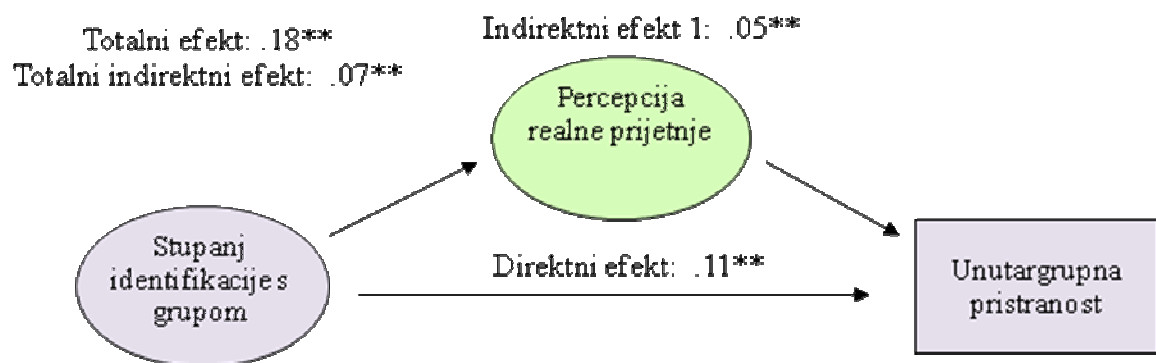 Totalni efekt: .18**
Totalni indirektni efekt: .07**
Indirektni efekt 1: .05**
Percepcija
realne prijetnje
Stupanj
identifikacije s
grupom
Direktni efekt: .11**
Unutargrupna
pristranost